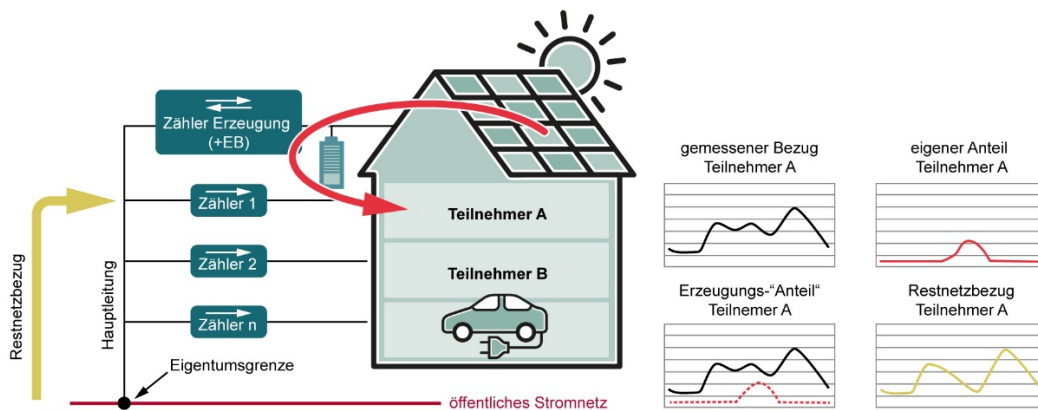 Zähler Erzeugung
(+EB)
Zähler 1
Zähler 2
Zähler n
Restnetzbezug
Hauptleitung
Eigentumsgrenze
öffentliches Stromnetz
Teilnehmer A
Teilnehmer B
gemessener Bezug
Teilnehmer A
eigener Anteil
Teilnehmer A
Erzeugungs-“Anteil“
Teilnemer A
Restnetzbezug
Teilnehmer A